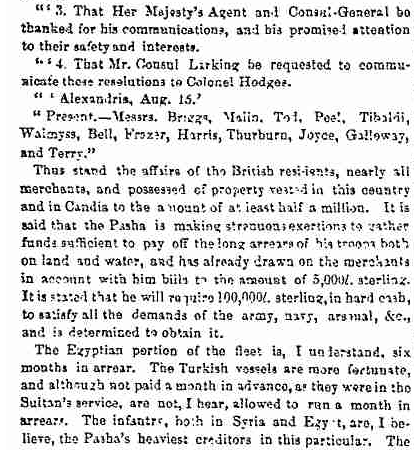 "'3. That Her Majesty's Agent and Consul-General be
thanked for his communications, and his promised attention
to their safety and interests.
"'4. That Mr. Consul Larking be requested to commu-
nicate these resolutions to Colonel Hodges.
"'Alexandria, Aug. 15.'
"Present.—Messrs. Briggs, Malin, Tod, Peel, Tibaldi,
Walmyss, Bell, Frazer, Harris, Thurburn, Joyce, Galloway,
and Terry."
Thus stand the affairs of the British residents, nearly all
merchants, and possessed of property vested in this country
and in Candia to the amount of at least half a million. It is
said that the Pasha is making strenuous exertions to gather
funds sufficient to pay off the long arrears of his troops both
on land and water, and has already drawn on the merchants
in account with him bills to the amount of 5,000l. sterling.
It is stated that he will require 100,000l. sterling, in hard cash,
to satisfy all the demands of the army, navy, arsenal, &c.,
and is determined to obtain it.
The Egyptian portion of the fleet is, I understand, six
months in arrear. The Turkish vessels are more fortunate,
and although not paid a month in advance, as they were in the
Sultan's service, are not, I hear, allowed to run a month in
arrears. The infantry, both in Syria and Egypt, are, I be-
lieve, the Pasha's heaviest creditors in this particular. The